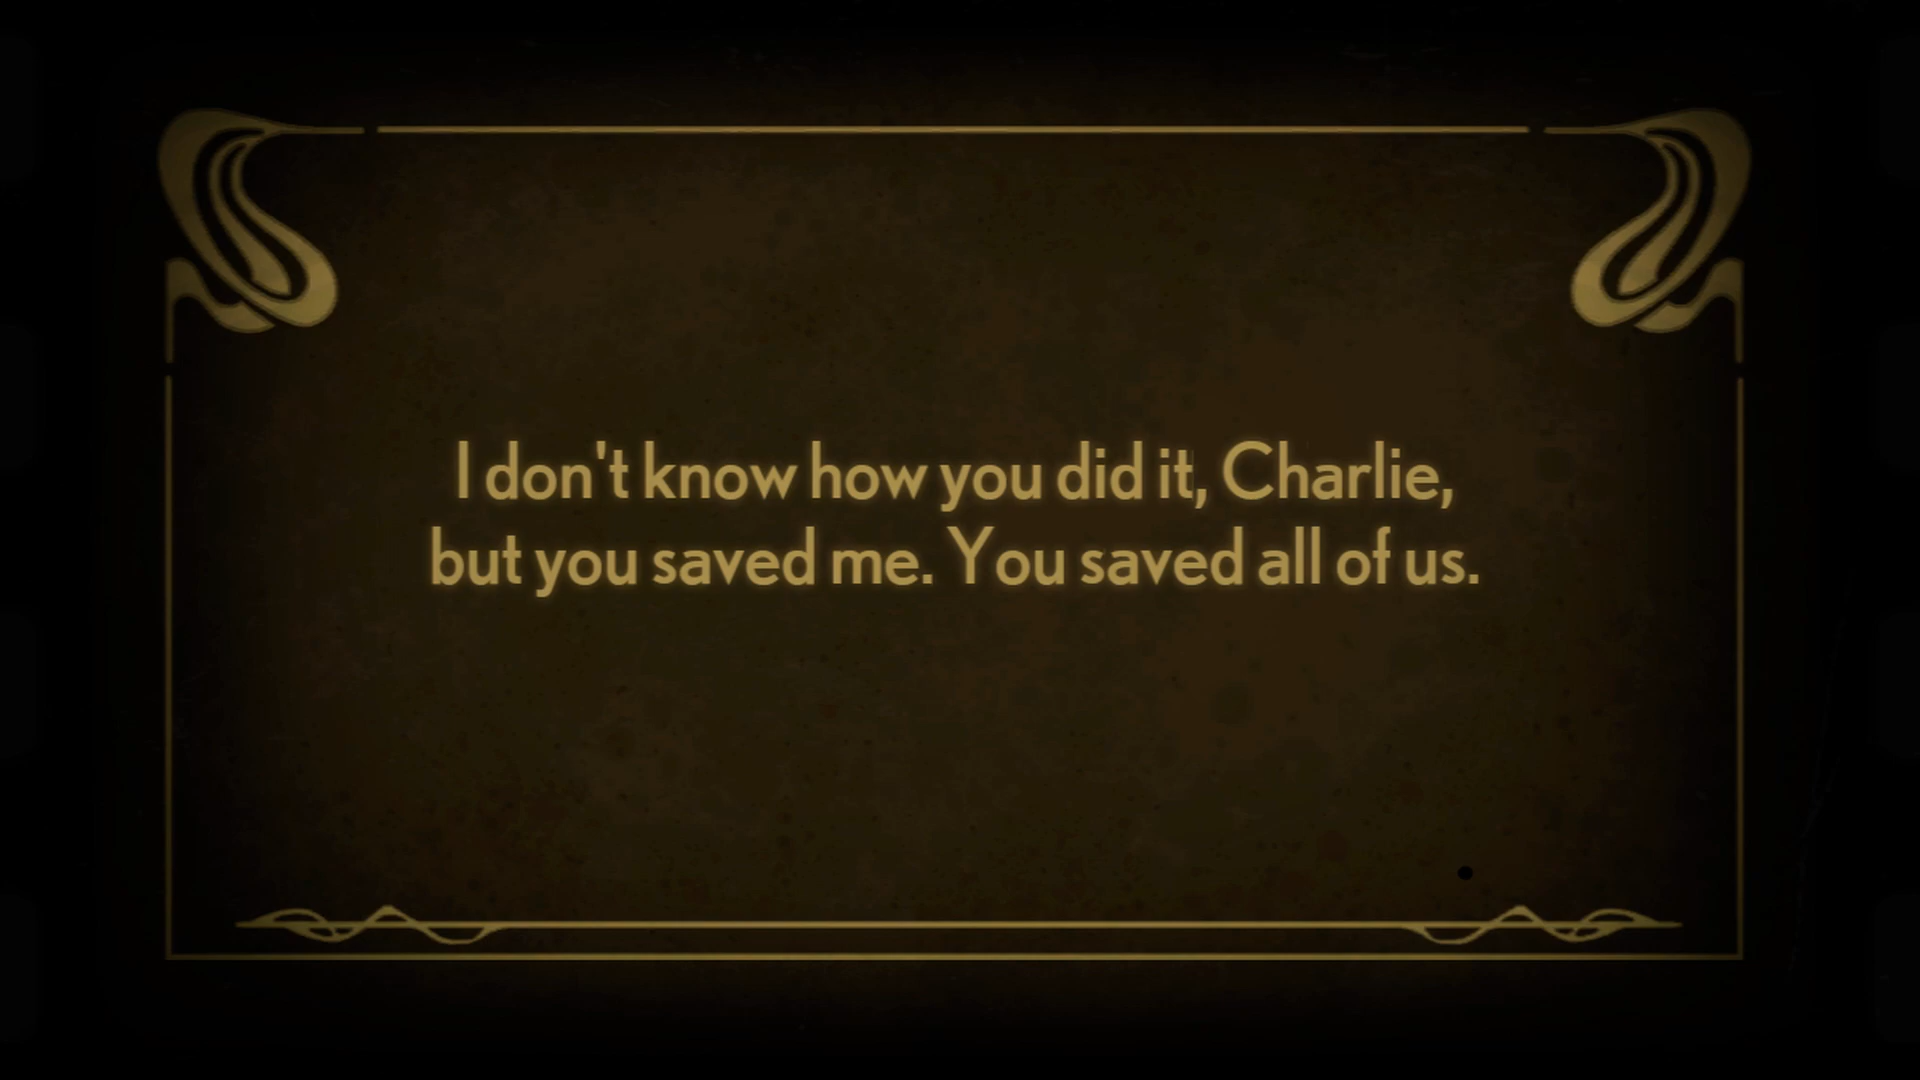 I don't know how you did it, Charlie,
but you saved me. You saved all of us.